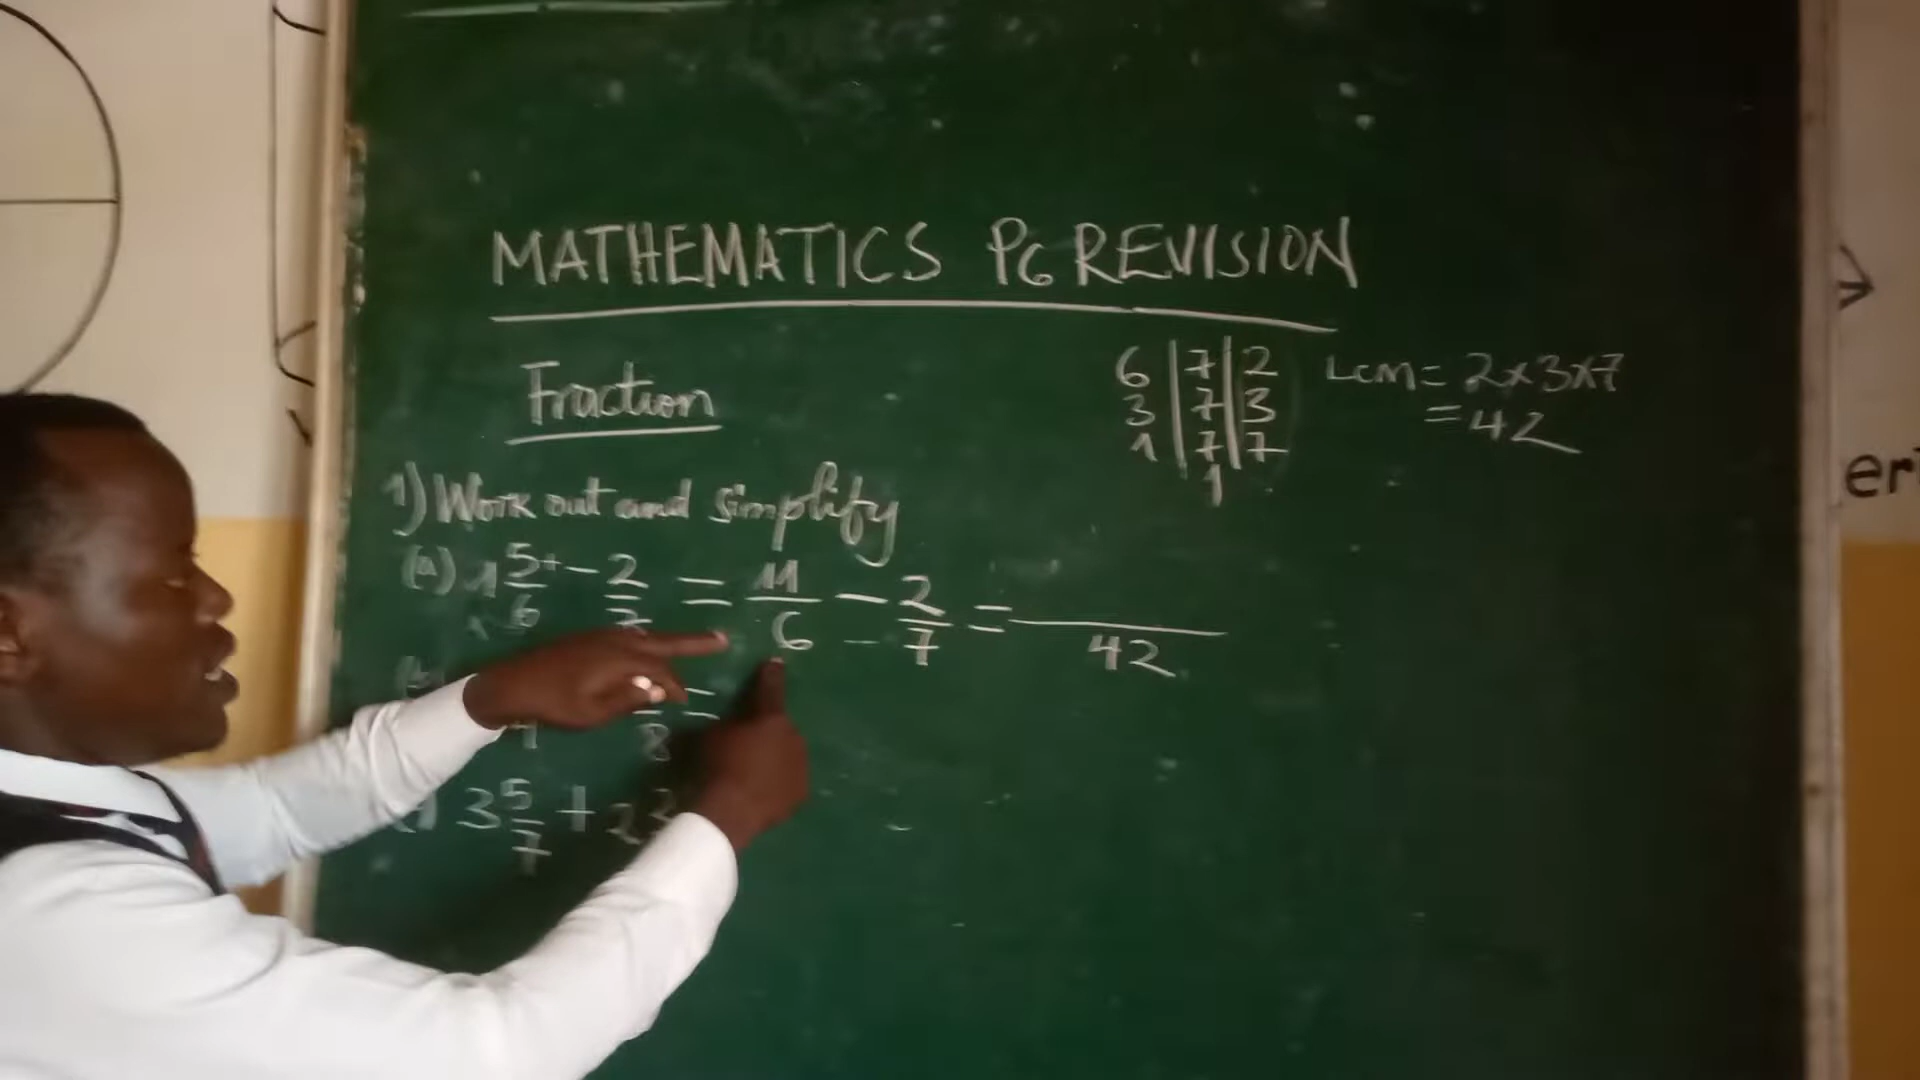 MATHEMATICS P6 REVISION
Fraction
6 | 7 | 2 LCM = 2x3x7
3 | 7 | 3 = 42
1 | 7 | 7
1
1) Work out and simplify
(A) 1 5/6 - 2/7 = 11/6 - 2/7 = /42
8 =
3 5/7 + 2
er